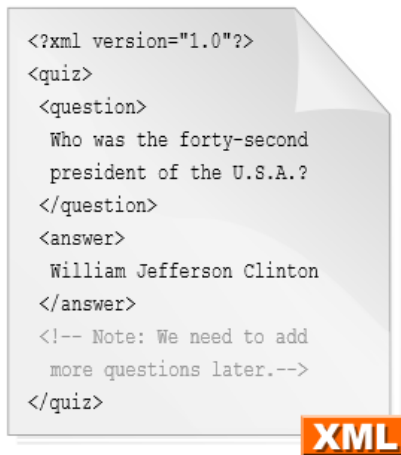 <?xml version="1.0"?>
<quiz>
<question>
Who was the forty-second
president of the U.S.A.?
</question>
<answer>
William Jefferson Clinton
</answer>
<!-- Note: We need to add
more questions later.-->
</quiz>
XML